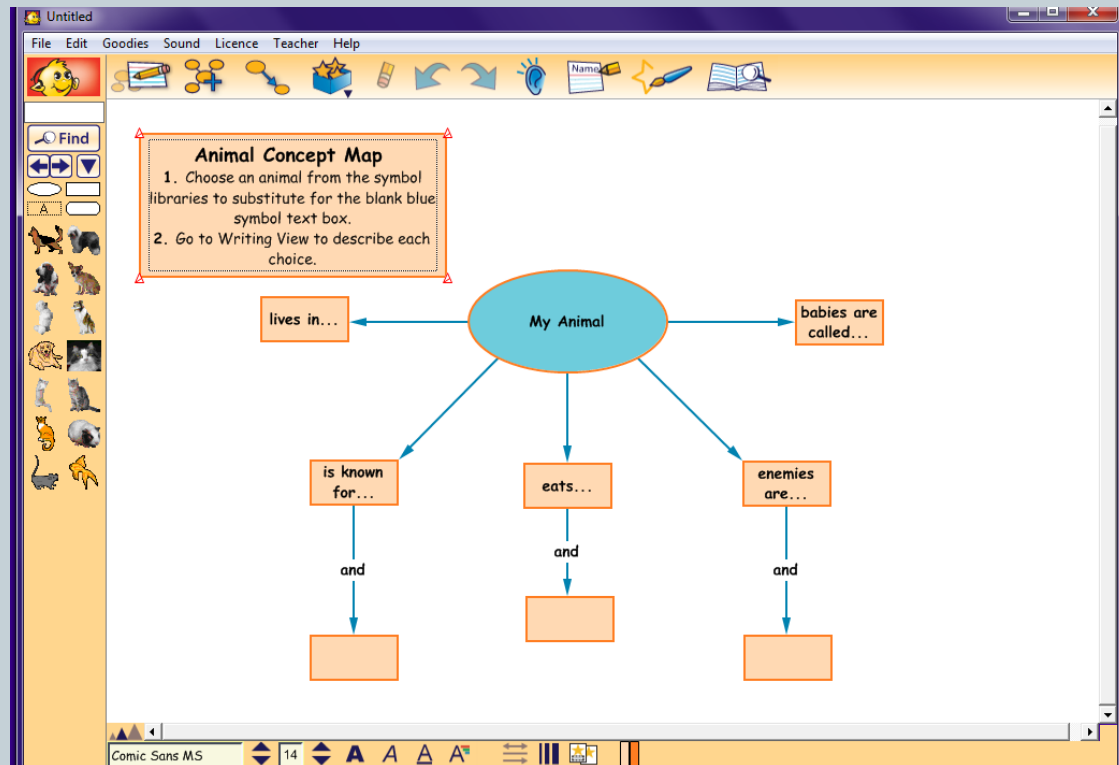 Untitled
File Edit Goodies Sound Licence Teacher Help
Name
Find
A
Animal Concept Map
1. Choose an animal from the symbol
libraries to substitute for the blank blue
symbol text box.
2. Go to Writing View to describe each
choice.
lives in...
My Animal
babies are
called...
is known
for...
eats...
enemies
are...
and
and
and
Comic Sans MS 14 A A A A